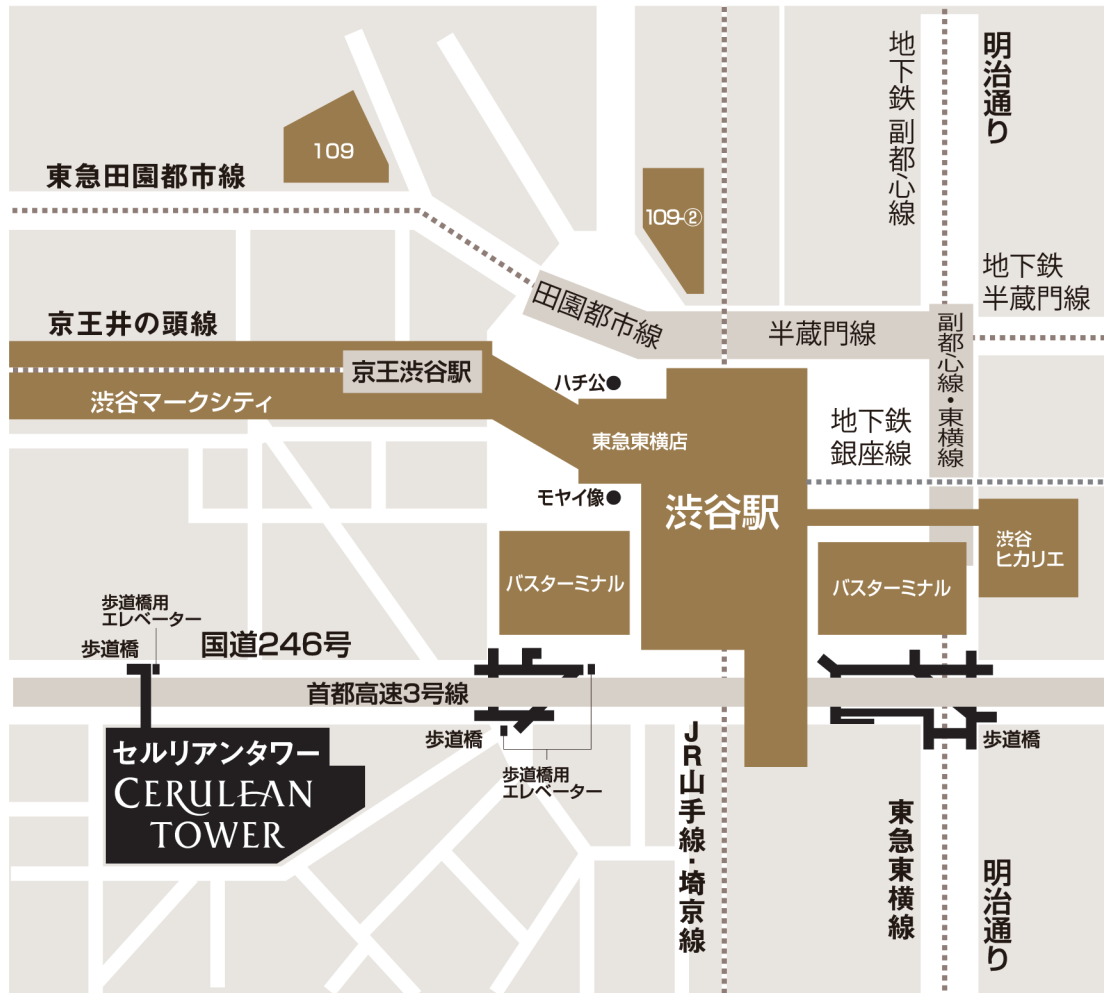 地下鉄 副都心線
明治通り
109
東急田園都市線
109-②
地下鉄
半蔵門線
田園都市線
半蔵門線
京王井の頭線
副都心線・東横線
京王渋谷駅
ハチ公●
渋谷マークシティ
地下鉄
銀座線
東急東横店
モヤイ像●
渋谷駅
渋谷
ヒカリエ
バスターミナル
バスターミナル
歩道橋用
エレベーター
歩道橋
国道246号
首都高速3号線
歩道橋
歩道橋
セルリアンタワー
CERULEAN
TOWER
歩道橋用
エレベーター
JR山手線・埼京線
東急東横線
明治通り